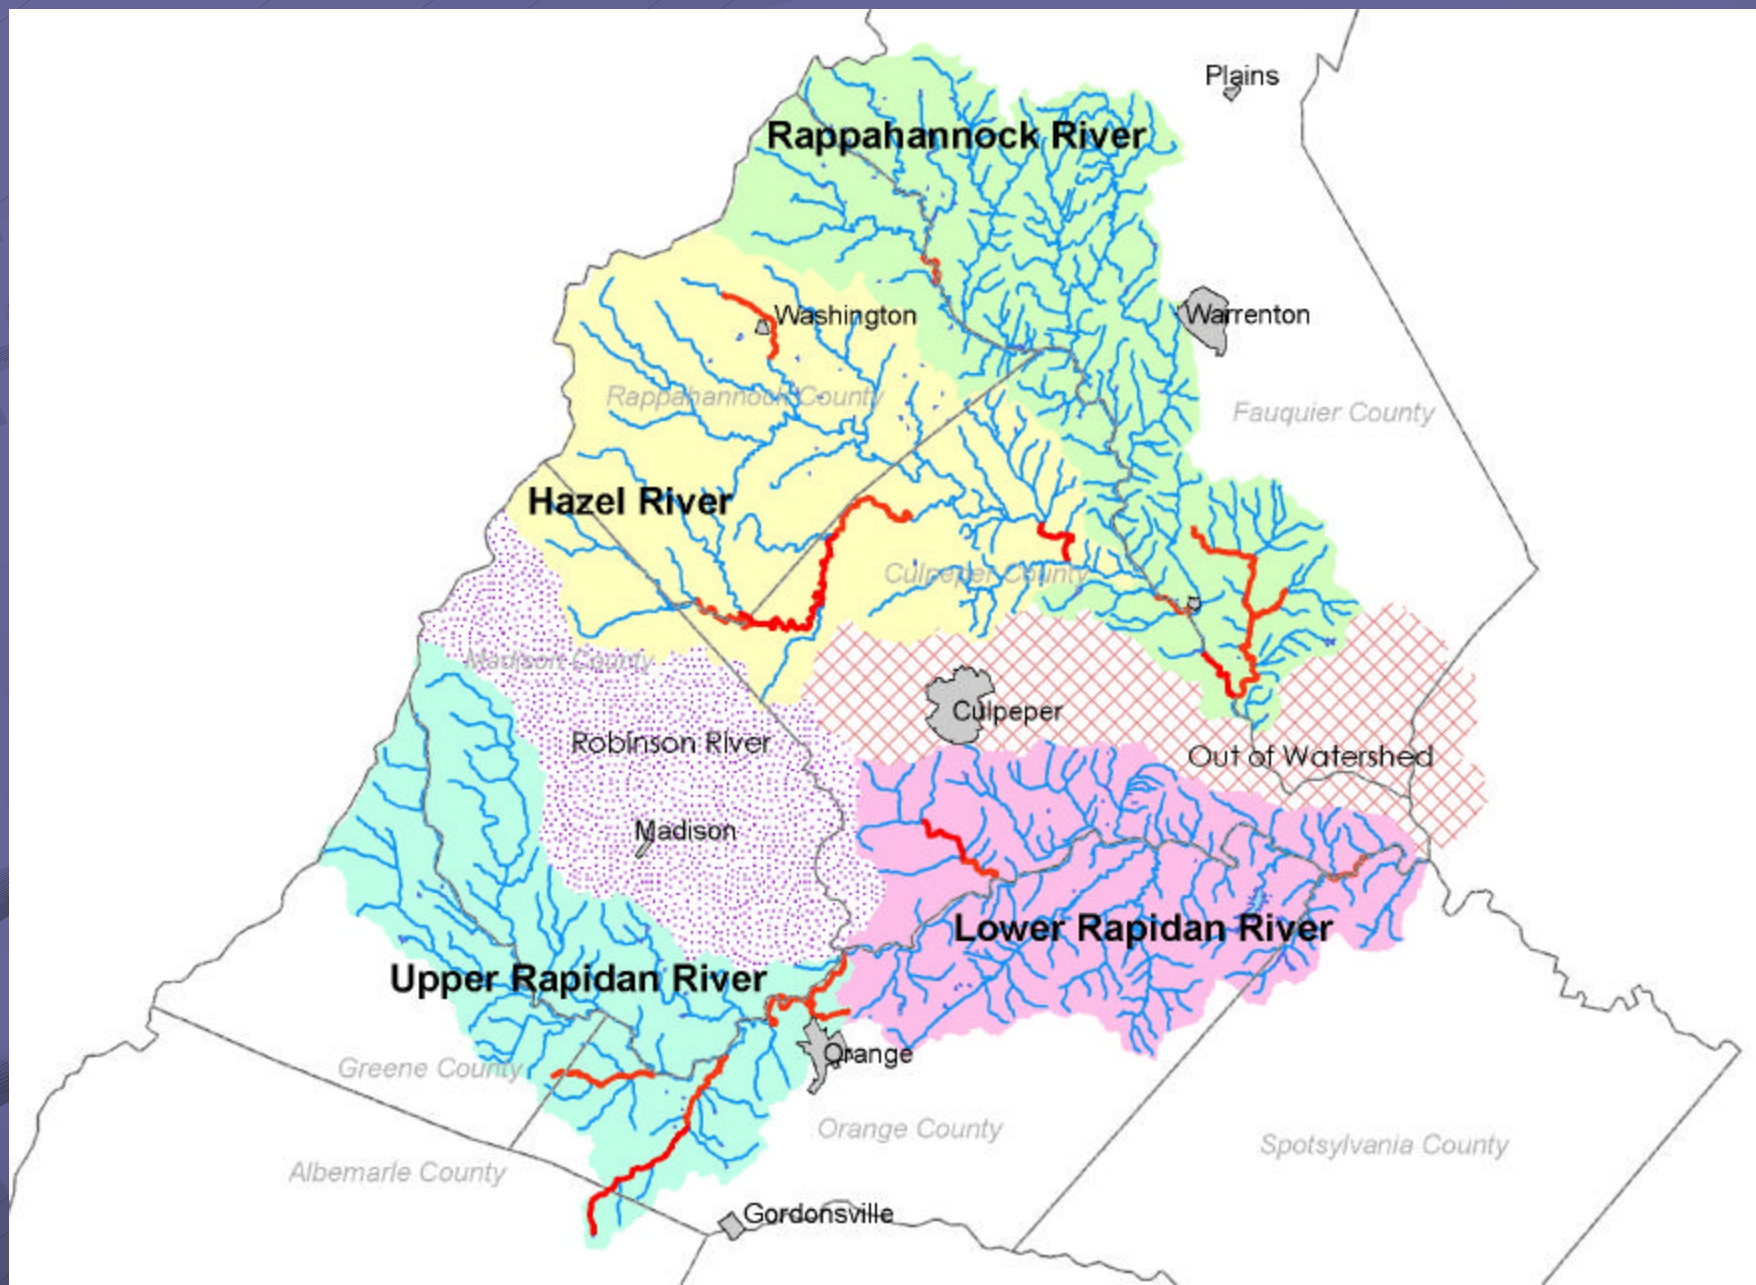 Plains
Rappahannock River
Washington
Warrenton
Rappahannock County
Fauquier County
Hazel River
Culpeper County
Madison County
Culpeper
Robinson River
Out of Watershed
Madison
Lower Rapidan River
Upper Rapidan River
Orange
Greene County
Orange County
Spotsylvania County
Albemarle County
Gordonsville